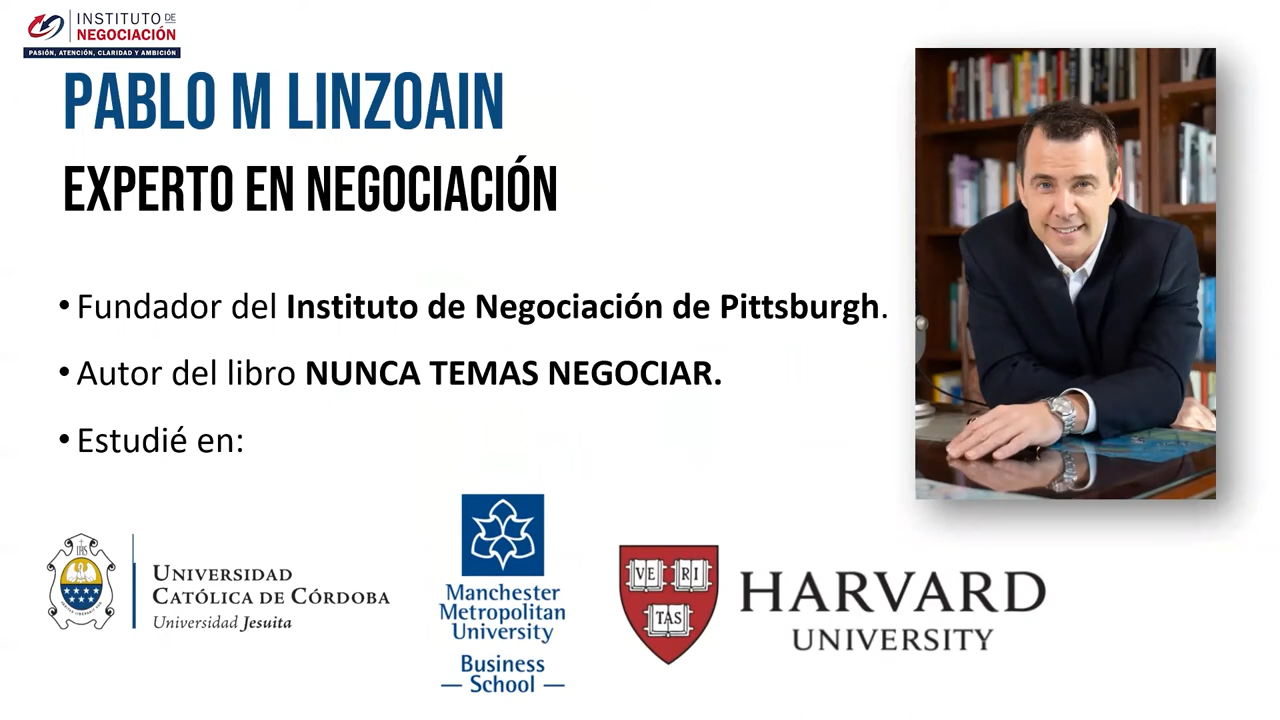 INSTITUTO DE
NEGOCIACIÓN
PASIÓN, ATENCIÓN, CLARIDAD Y AMBICIÓN
PABLO M LINZOAIN
EXPERTO EN NEGOCIACIÓN
• Fundador del Instituto de Negociación de Pittsburgh.
• Autor del libro NUNCA TEMAS NEGOCIAR.
• Estudié en:
UNIVERSIDAD
CATÓLICA DE CÓRDOBA
Universidad Jesuita
Manchester
Metropolitan
University
Business
— School —
VE RI
TAS
HARVARD
UNIVERSITY